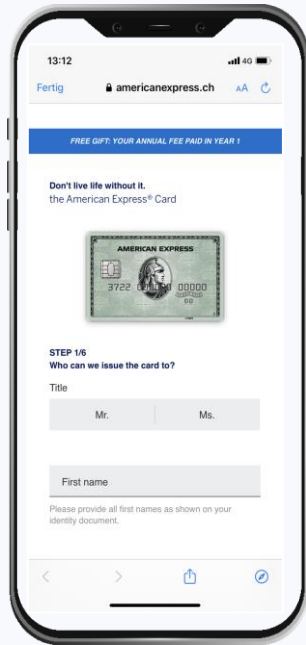 13:12
4G
Fertig
americanexpress.ch
AA
FREE GIFT: YOUR ANNUAL FEE PAID IN YEAR 1
Don't live life without it.
the American Express® Card
AMERICAN EXPRESS
3722 00000
STEP 1/6
Who can we issue the card to?
Title
Mr.
Ms.
First name
Please provide all first names as shown on your
identity document.